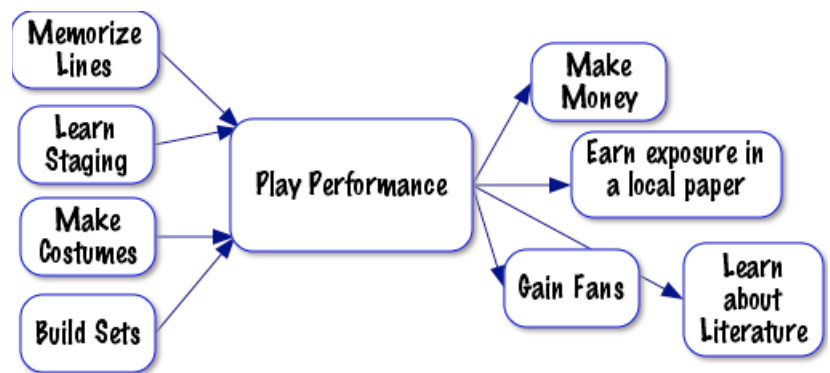 Memorize
Lines
Learn
Staging
Make
Costumes
Build Sets
Play Performance
Make
Money
Earn exposure in
a local paper
Gain Fans
Learn
about
Literature